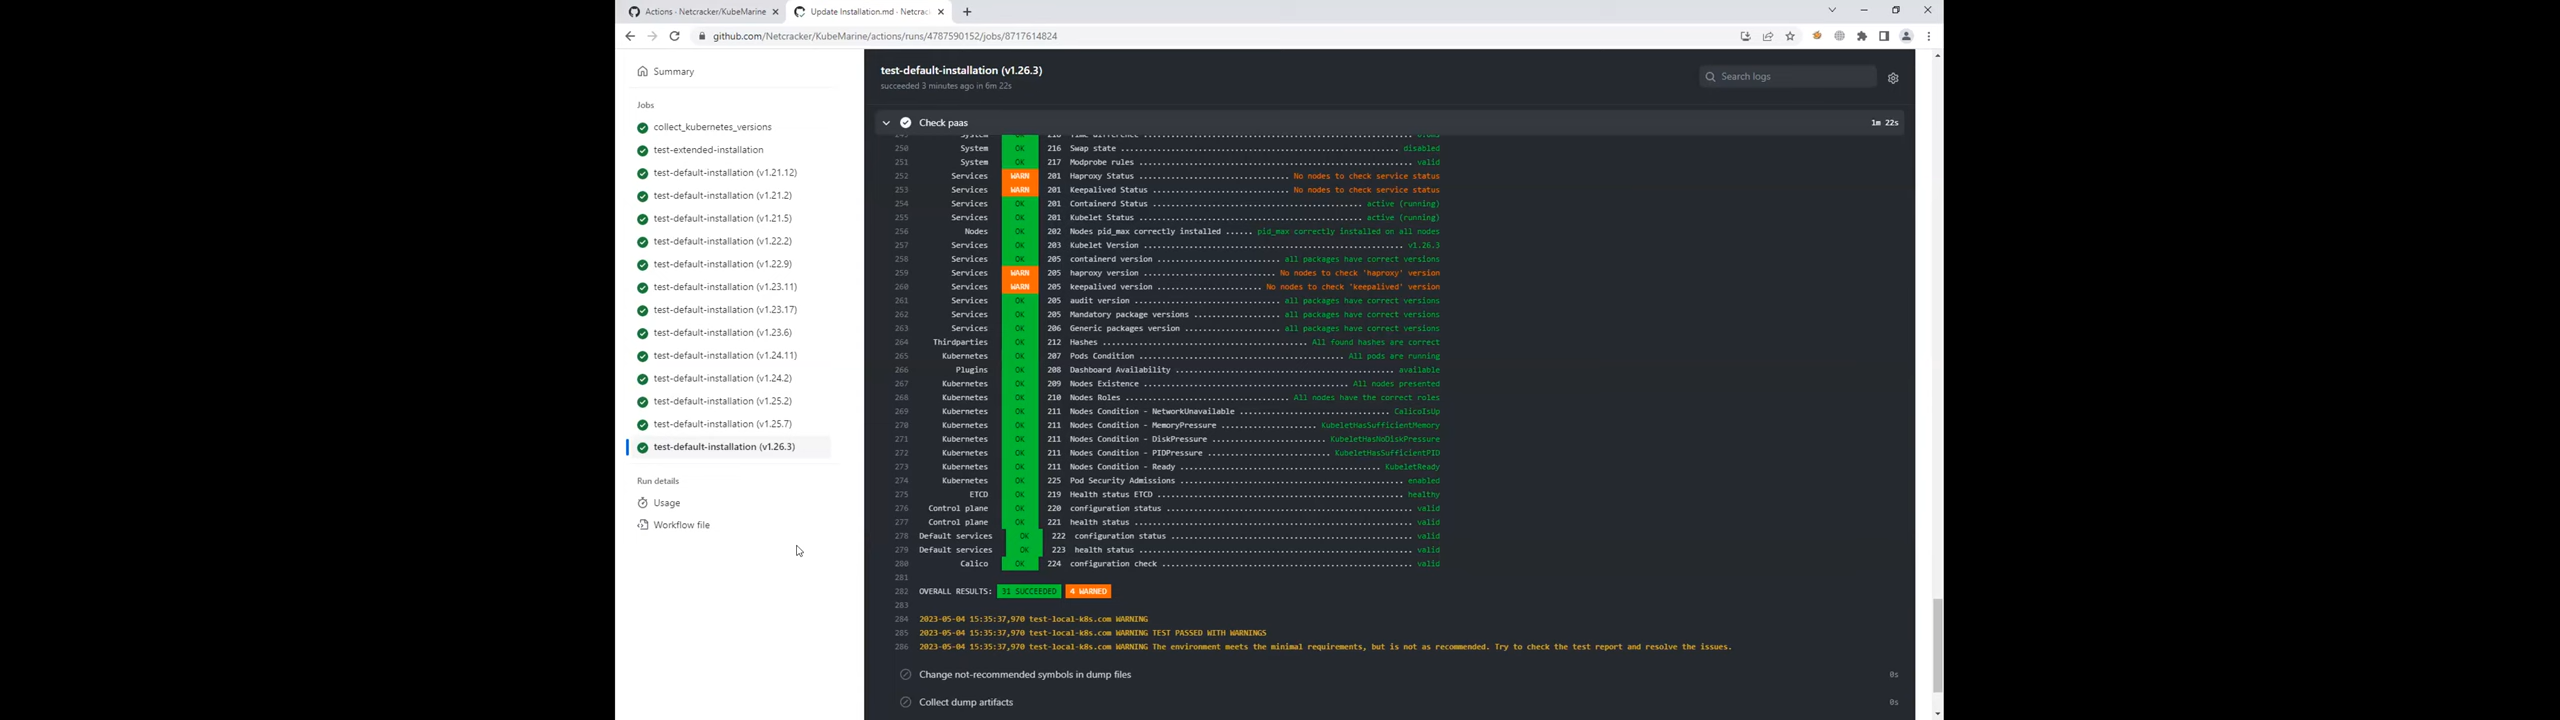 Actions · Netcracker/KubeMarine
Update Installation.md · Netcrac
github.com/Netcracker/KubeMarine/actions/runs/4787590152/jobs/8717614824
Summary
Jobs
collect_kubernetes_versions
test-extended-installation
test-default-installation (v1.21.12)
test-default-installation (v1.21.2)
test-default-installation (v1.21.5)
test-default-installation (v1.22.2)
test-default-installation (v1.22.9)
test-default-installation (v1.23.11)
test-default-installation (v1.23.17)
test-default-installation (v1.23.6)
test-default-installation (v1.24.11)
test-default-installation (v1.24.2)
test-default-installation (v1.25.2)
test-default-installation (v1.25.7)
test-default-installation (v1.26.3)
Run details
Usage
Workflow file
test-default-installation (v1.26.3)
succeeded 3 minutes ago in 6m 22s
Search logs
Check paas 1m 22s
250 System OK 216 Swap state ... disabled
251 System OK 217 Modprobe rules ... valid
252 Services WARN 201 Haproxy Status ... No nodes to check service status
253 Services WARN 201 Keepalived Status ... No nodes to check service status
254 Services OK 201 Containerd Status ... active (running)
255 Services OK 201 Kubelet Status ... active (running)
256 Nodes OK 202 Nodes pid_max correctly installed ...... pid_max correctly installed on all nodes
257 Services OK 203 Kubelet Version ... v1.26.3
258 Services OK 205 containerd version ... all packages have correct versions
259 Services WARN 205 haproxy version ... No nodes to check 'haproxy' version
260 Services WARN 205 keepalived version ... No nodes to check 'keepalived' version
261 Services OK 205 audit version ... all packages have correct versions
262 Services OK 205 Mandatory package versions ... all packages have correct versions
263 Services OK 206 Generic packages version ... all packages have correct versions
264 Thirdparties OK 212 Hashes ... All found hashes are correct
265 Kubernetes OK 207 Pods Condition ... All pods are running
266 Plugins OK 208 Dashboard Availability ... available
267 Kubernetes OK 209 Nodes Existence ... All nodes presented
268 Kubernetes OK 210 Nodes Roles ... All nodes have the correct roles
269 Kubernetes OK 211 Nodes Condition - NetworkUnavailable ... CalicoIsUp
270 Kubernetes OK 211 Nodes Condition - MemoryPressure ... KubeletHasSufficientMemory
271 Kubernetes OK 211 Nodes Condition - DiskPressure ... KubeletHasNoDiskPressure
272 Kubernetes OK 211 Nodes Condition - PIDPressure ... KubeletHasSufficientPID
273 Kubernetes OK 211 Nodes Condition - Ready ... KubeletReady
274 Kubernetes OK 225 Pod Security Admissions ... enabled
275 ETCD OK 219 Health status ETCD ... healthy
276 Control plane OK 220 configuration status ... valid
277 Control plane OK 221 health status ... valid
278 Default services OK 222 configuration status ... valid
279 Default services OK 223 health status ... valid
280 Calico OK 224 configuration check ... valid
281
282 OVERALL RESULTS: 31 SUCCEEDED 4 WARNED
283
284 2023-05-04 15:35:37,970 test-local-k8s.com WARNING
285 2023-05-04 15:35:37,970 test-local-k8s.com WARNING TEST PASSED WITH WARNINGS
286 2023-05-04 15:35:37,970 test-local-k8s.com WARNING The environment meets the minimal requirements, but is not as recommended. Try to check the test report and resolve the issues.
Change not-recommended symbols in dump files 0s
Collect dump artifacts 0s